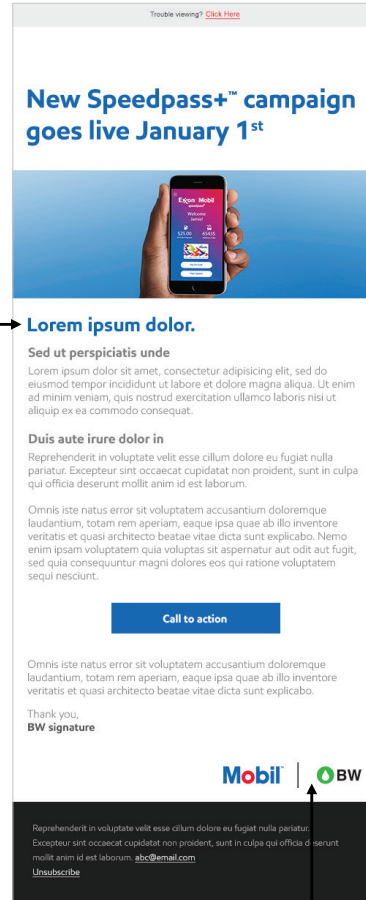 Trouble viewing? Click Here
New Speedpass+™ campaign
goes live January 1st
Exxon Mobil
speedpass+
Welcome
Jamie!
$25.00
Lorem ipsum dolor.
Sed ut perspiciatis unde
Lorem ipsum dolor sit amet, consectetur adipisicing elit, sed do
eiusmod tempor incididunt ut labore et dolore magna aliqua. Ut enim
ad minim veniam, quis nostrud exercitation ullamco laboris nisi ut
aliquip ex ea commodo consequat.
Duis aute irure dolor in
Reprehenderit in voluptate velit esse cillum dolore eu fugiat nulla
pariatur. Excepteur sint occaecat cupidatat non proident, sunt in culpa
qui officia deserunt mollit anim id est laborum.
Omnis iste natus error sit voluptatem accusantium doloremque
laudantium, totam rem aperiam, eaque ipsa quae ab illo inventore
veritatis et quasi architecto beatae vitae dicta sunt explicabo. Nemo
enim ipsam voluptatem quia voluptas sit aspernatur aut odit aut fugit,
sed quia consequuntur magni dolores eos qui ratione voluptatem
sequi nesciunt.
Call to action
Omnis iste natus error sit voluptatem accusantium doloremque
laudantium, totam rem aperiam, eaque ipsa quae ab illo inventore
veritatis et quasi architecto beatae vitae dicta sunt explicabo.
Thank you,
BW signature
Mobil™ BW
Reprehenderit in voluptate velit esse cillum dolore eu fugiat nulla pariatur.
Excepteur sint occaecat cupidatat non proident, sunt in culpa qui officia deserunt
mollit anim id est laborum. abc@email.com
Unsubscribe